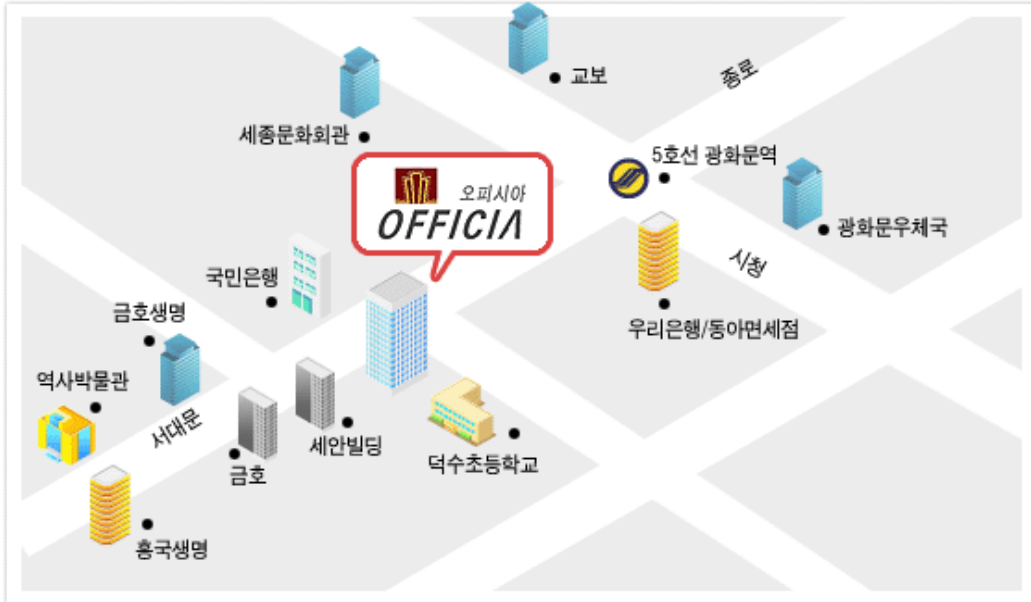 교보
종로
세종문화회관
5호선 광화문역
오피시아
OFFICIA
광화문우체국
시청
국민은행
금호생명
우리은행/동아면세점
역사박물관
서대문
세안빌딩
금호
덕수초등학교
흥국생명